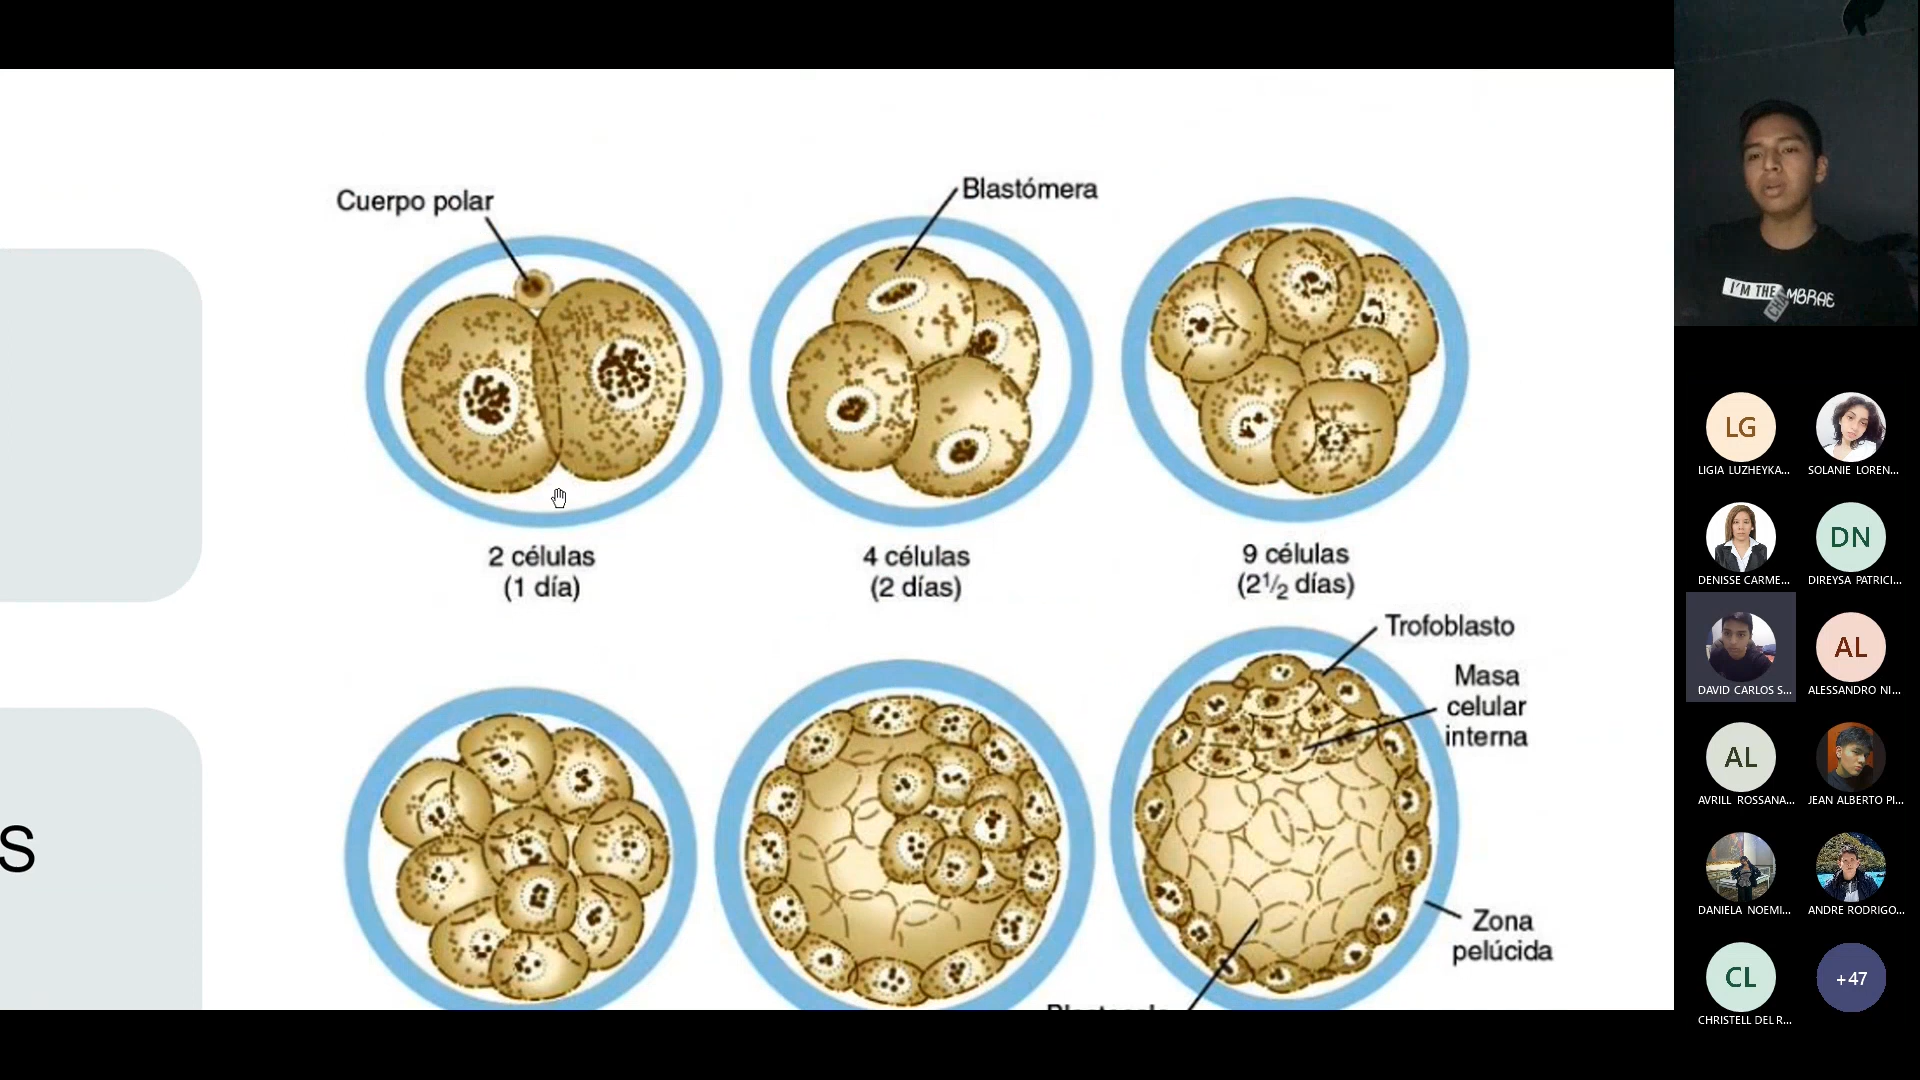 Cuerpo polar
Blastómera
2 células
(1 día)
4 células
(2 días)
9 células
(2 1/2 días)
Trofoblasto
Masa
celular
interna
S
Zona
pelúcida
I'M THE
LG
LIGIA LUZHEYKA...
SOLANIE LOREN...
DENISSE CARME...
DN
DIREYSA PATRICI...
DAVID CARLOS S...
AL
ALESSANDRO NI...
AL
AVRILL ROSSANA...
JEAN ALBERTO PI...
DANIELA NOEMI...
ANDRE RODRIGO...
CL
CHRISTELL DEL R...
+47